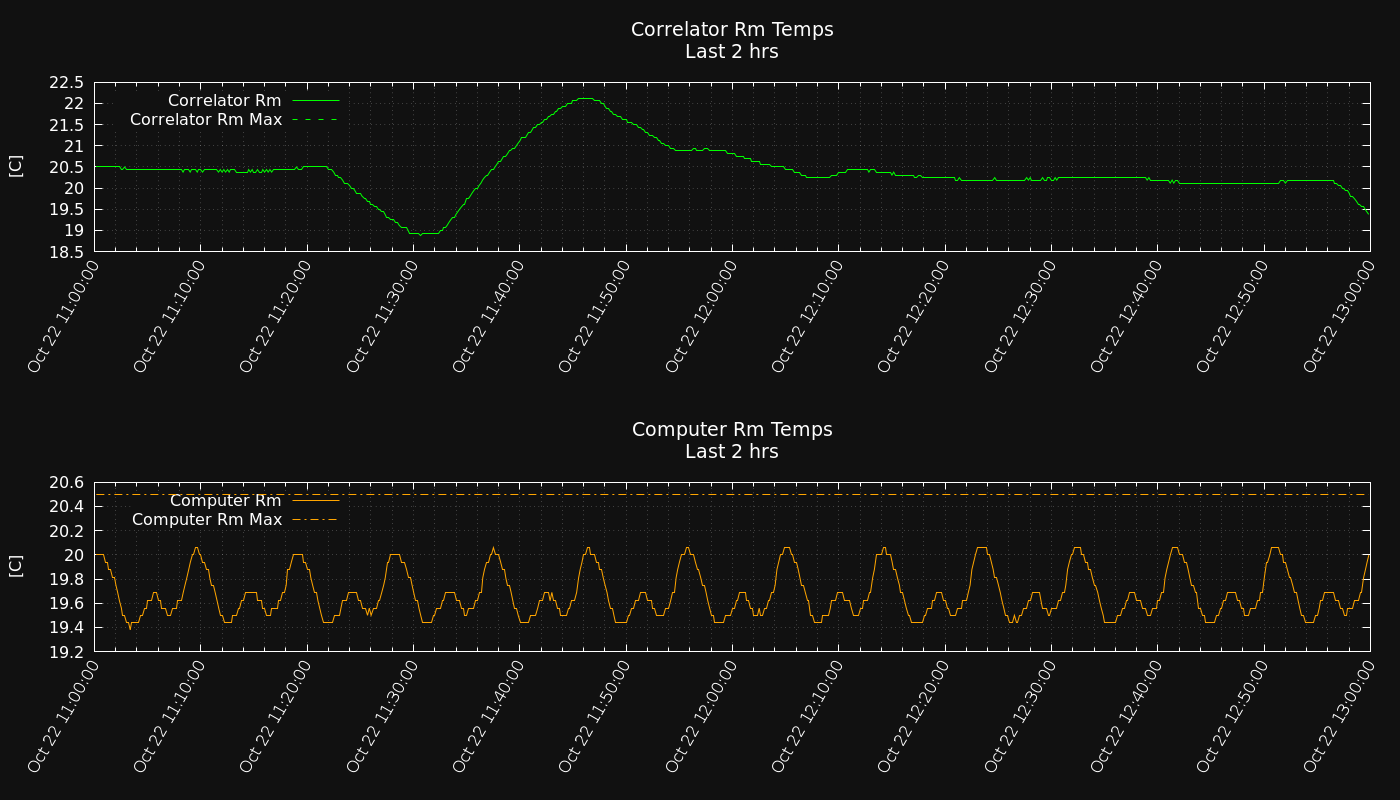 Correlator Rm Temps
Last 2 hrs
[C]
22.5
22
21.5
21
20.5
20
19.5
19
18.5
Correlator Rm
Correlator Rm Max
Oct 22 11:00:00
Oct 22 11:10:00
Oct 22 11:20:00
Oct 22 11:30:00
Oct 22 11:40:00
Oct 22 11:50:00
Oct 22 12:00:00
Oct 22 12:10:00
Oct 22 12:20:00
Oct 22 12:30:00
Oct 22 12:40:00
Oct 22 12:50:00
Oct 22 13:00:00
Computer Rm Temps
Last 2 hrs
[C]
20.6
20.4
20.2
20
19.8
19.6
19.4
19.2
Computer Rm
Computer Rm Max
Oct 22 11:00:00
Oct 22 11:10:00
Oct 22 11:20:00
Oct 22 11:30:00
Oct 22 11:40:00
Oct 22 11:50:00
Oct 22 12:00:00
Oct 22 12:10:00
Oct 22 12:20:00
Oct 22 12:30:00
Oct 22 12:40:00
Oct 22 12:50:00
Oct 22 13:00:00